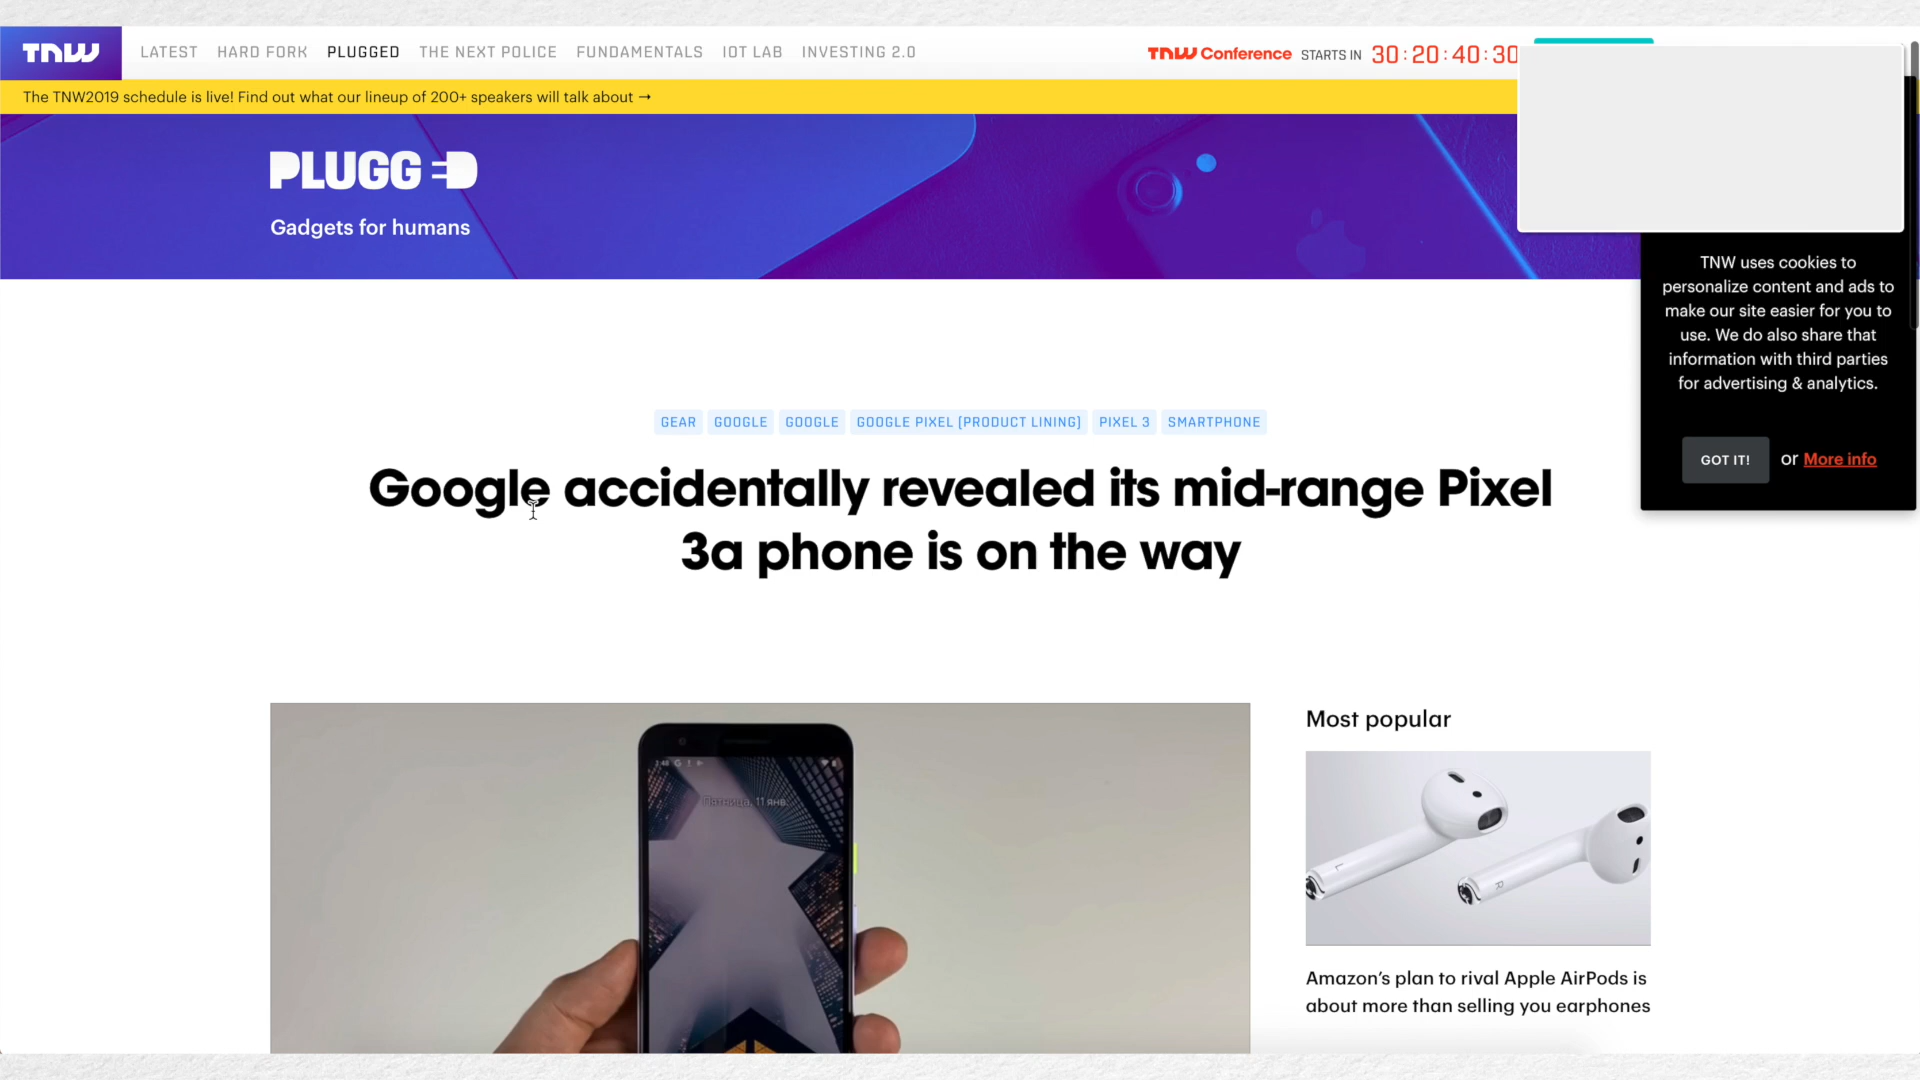 TNW LATEST HARD FORK PLUGGED THE NEXT POLICE FUNDAMENTALS IOT LAB INVESTING 2.0 TNW Conference STARTS IN 30:20:40:30
The TNW2019 schedule is live! Find out what our lineup of 200+ speakers will talk about →
PLUGGED
Gadgets for humans
TNW uses cookies to
personalize content and ads to
make our site easier for you to
use. We do also share that
information with third parties
for advertising & analytics.
GOT IT! or More info
GEAR GOOGLE GOOGLE GOOGLE PIXEL [PRODUCT LINING] PIXEL 3 SMARTPHONE
Google accidentally revealed its mid-range Pixel
3a phone is on the way
Пятница, 11 янв.
Most popular
L
R
Amazon's plan to rival Apple AirPods is
about more than selling you earphones